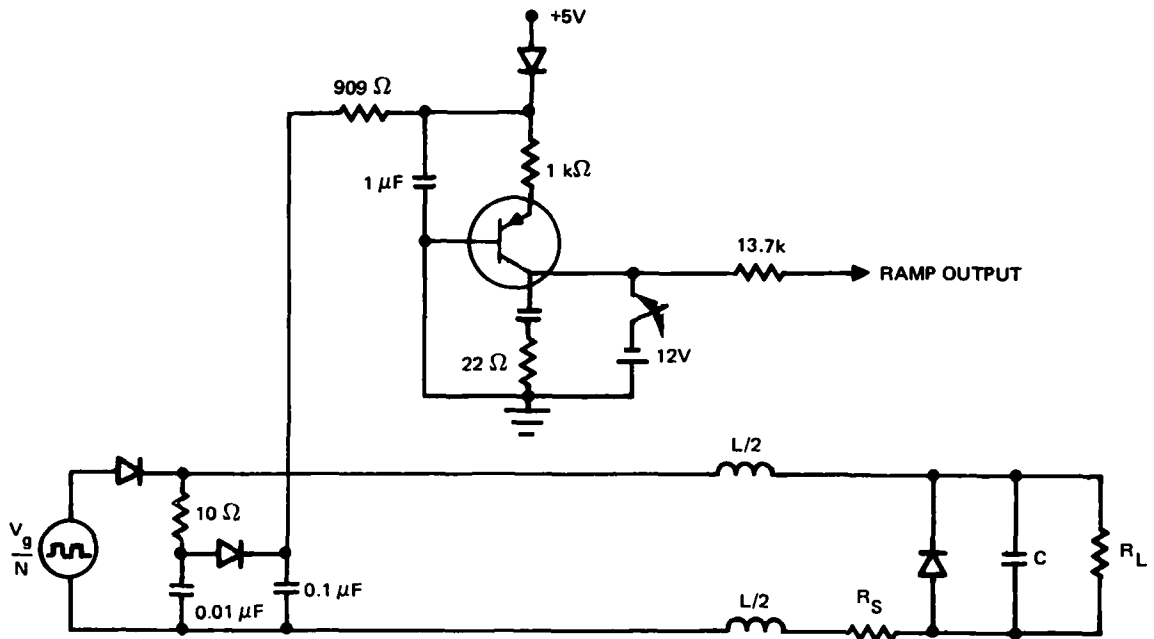 +5V
909 Ω
1 kΩ
1 μF
13.7k
RAMP OUTPUT
22 Ω
12V
L/2
10 Ω
V_g
N
0.01 μF
0.1 μF
C
R_L
L/2
R_S